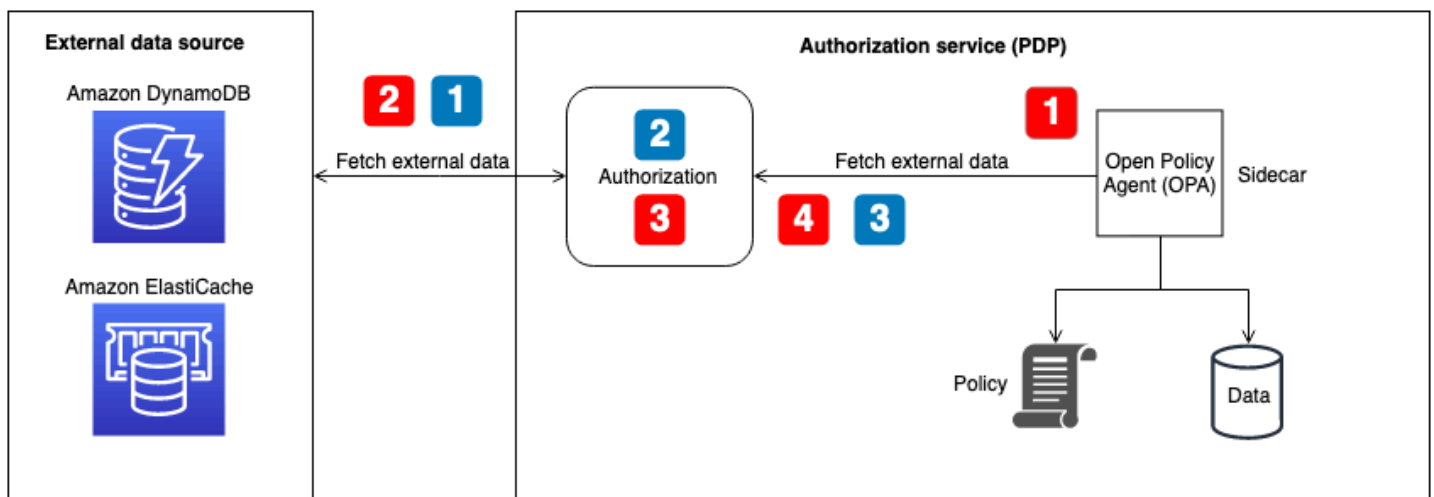 External data source
Amazon DynamoDB
Amazon ElastiCache
2 1
Fetch external data
Authorization service (PDP)
2
Authorization
3
Fetch external data
4 3
1
Open Policy
Agent (OPA)
Sidecar
Policy
Data